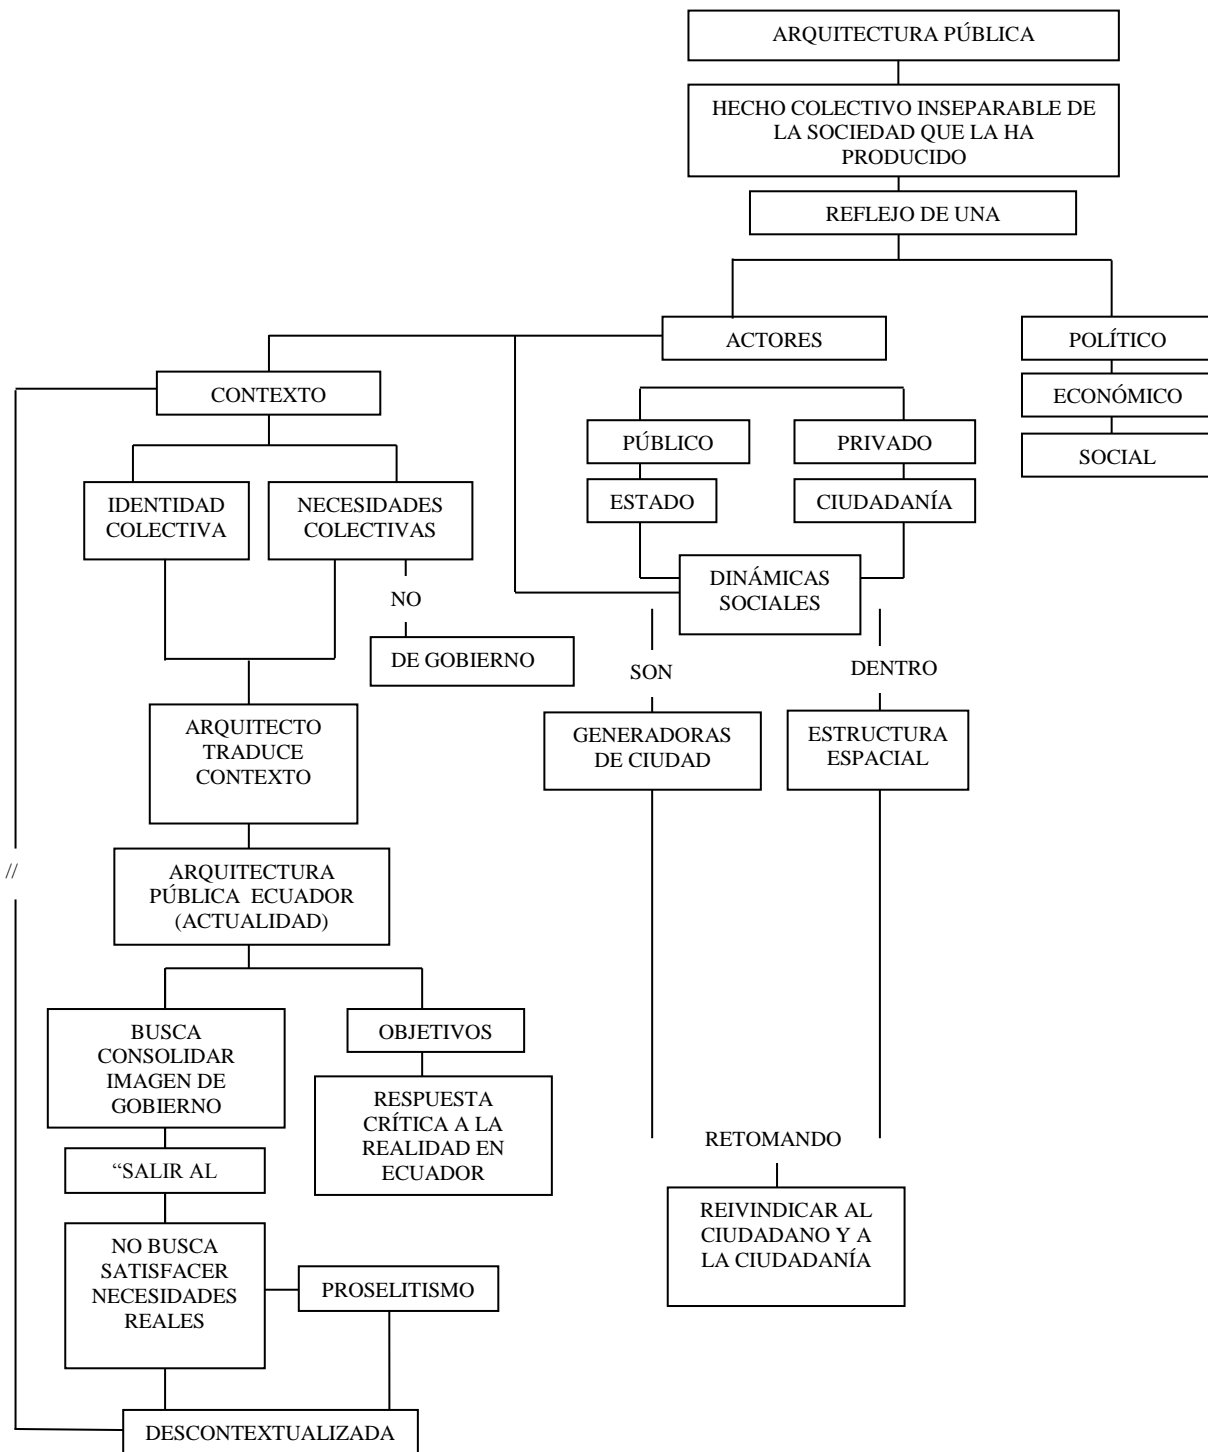 ARQUITECTURA PÚBLICA
HECHO COLECTIVO INSEPARABLE DE
LA SOCIEDAD QUE LA HA
PRODUCIDO
REFLEJO DE UNA
ACTORES
POLÍTICO
CONTEXTO
ECONÓMICO
PÚBLICO
PRIVADO
SOCIAL
IDENTIDAD
COLECTIVA
NECESIDADES
COLECTIVAS
ESTADO
CIUDADANÍA
DINÁMICAS
SOCIALES
NO
DE GOBIERNO
SON
DENTRO
ARQUITECTO
TRADUCE
CONTEXTO
GENERADORAS
DE CIUDAD
ESTRUCTURA
ESPACIAL
//
ARQUITECTURA
PÚBLICA  ECUADOR
(ACTUALIDAD)
BUSCA
CONSOLIDAR
IMAGEN DE
GOBIERNO
OBJETIVOS
RESPUESTA
CRÍTICA A LA
REALIDAD EN
ECUADOR
RETOMANDO
“SALIR AL
REIVINDICAR AL
CIUDADANO Y A
LA CIUDADANÍA
NO BUSCA
SATISFACER
NECESIDADES
REALES
PROSELITISMO
DESCONTEXTUALIZADA